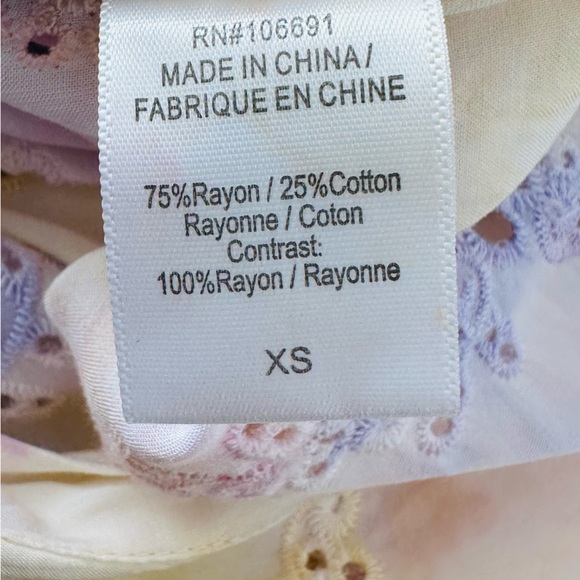 RN#106691
MADE IN CHINA/
FABRIQUE EN CHINE
75%Rayon / 25%Cotton
Rayonne / Coton
Contrast:
100%Rayon / Rayonne
XS